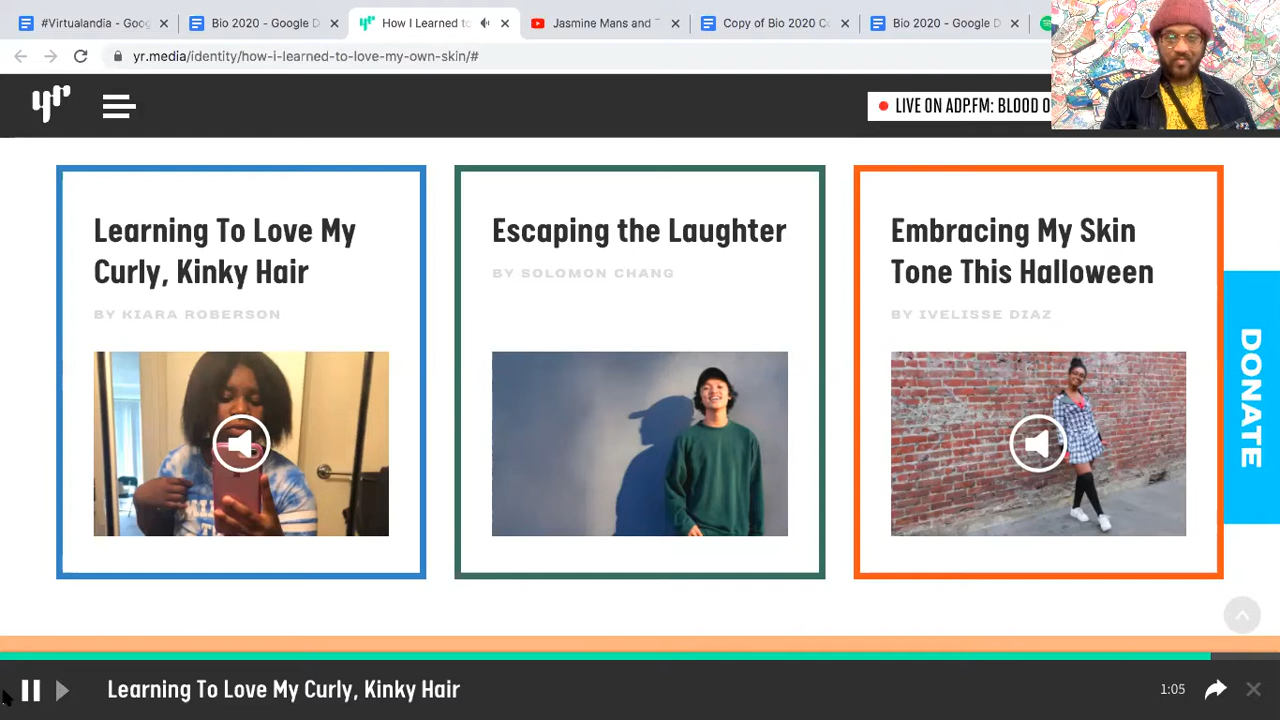 #Virtualandia - Goog
Bio 2020 - Google D
How I Learned to
Jasmine Mans and
Copy of Bio 2020 C
Bio 2020 - Google D
yr.media/identity/how-i-learned-to-love-my-own-skin/#
yr
LIVE ON ADP.FM: BLOOD O
Learning To Love My
Curly, Kinky Hair
BY KIARA ROBERSON
Escaping the Laughter
BY SOLOMON CHANG
Embracing My Skin
Tone This Halloween
BY IVELISSE DIAZ
DONATE
Learning To Love My Curly, Kinky Hair
1:05